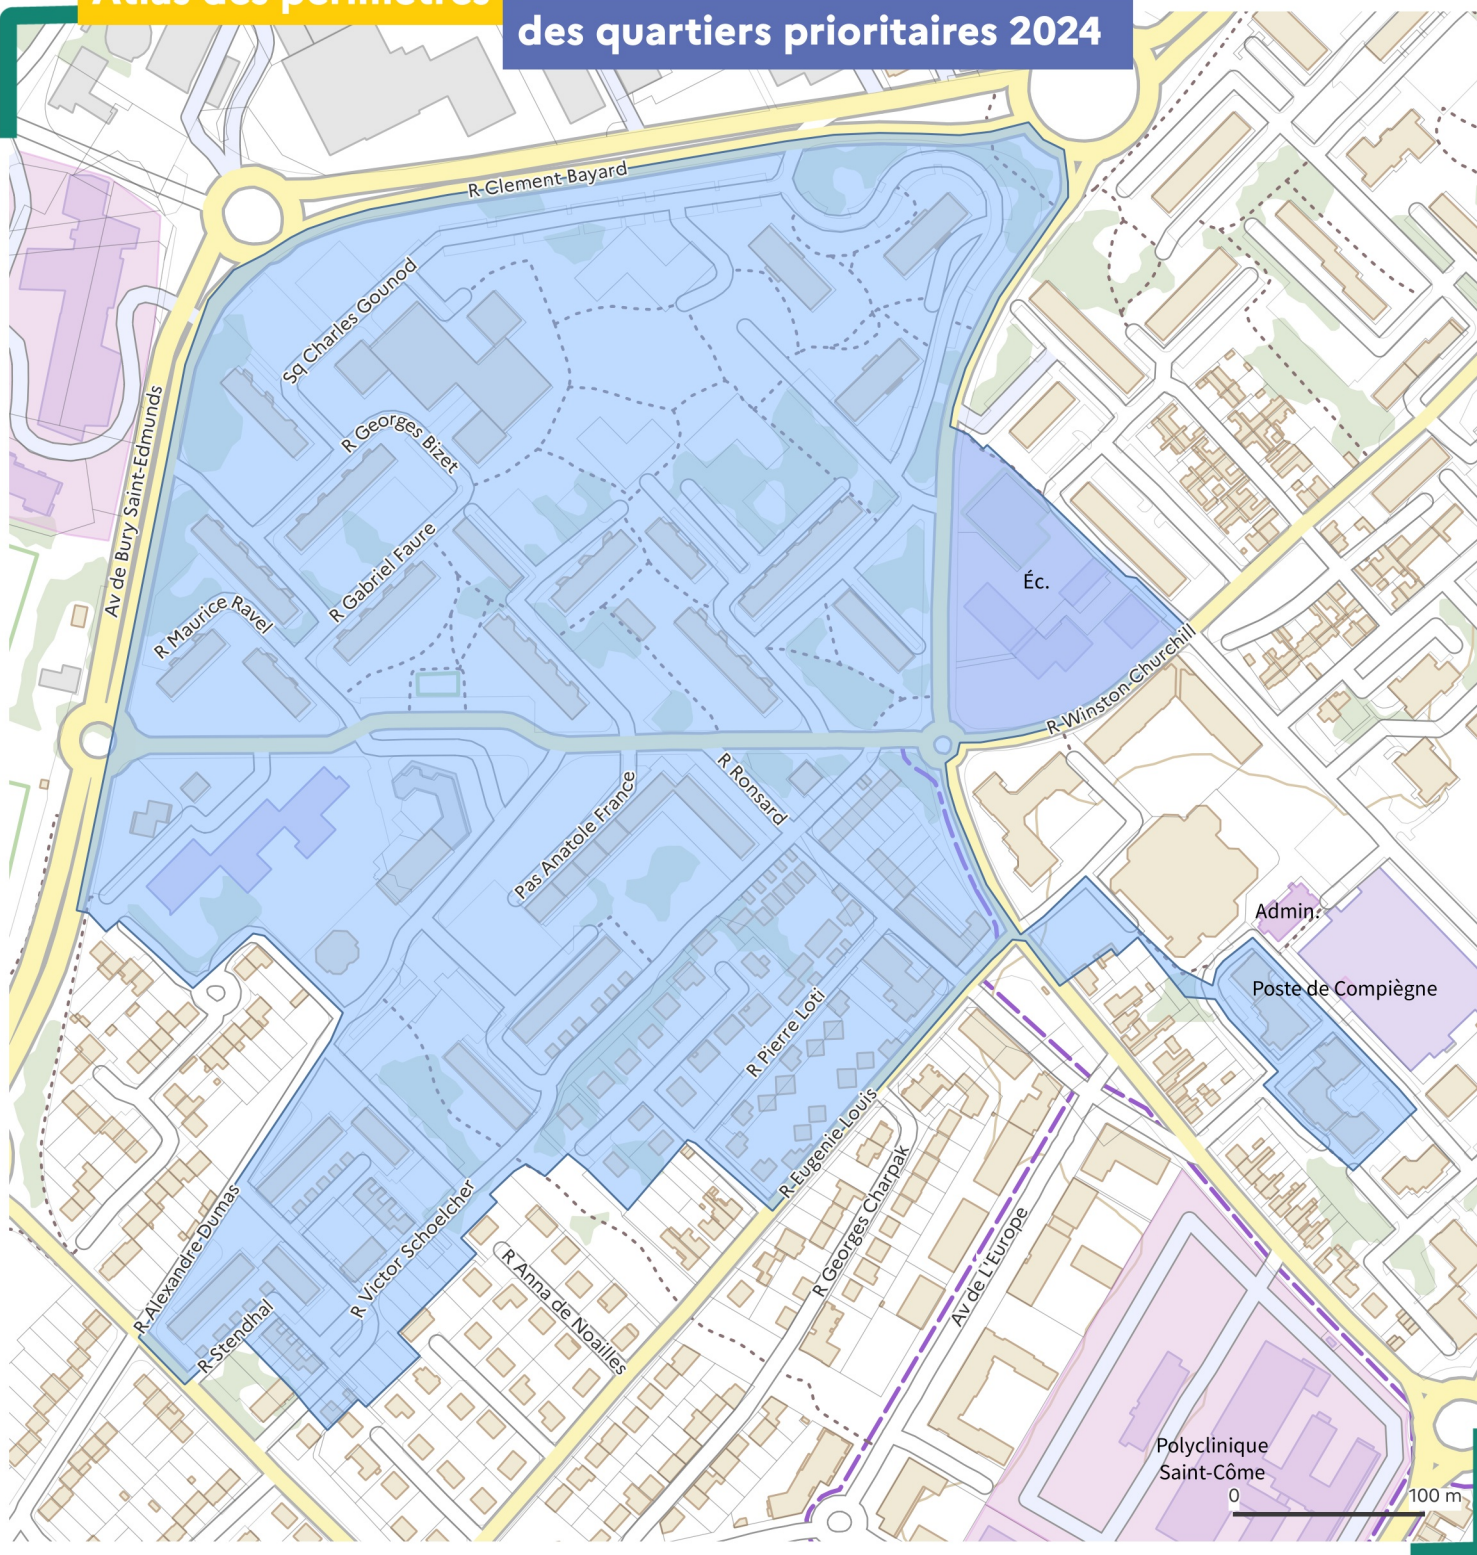 Atlas des périmètres
des quartiers prioritaires 2024
R Clement Bayard
Sq Charles Gounod
R Georges Bizet
Av de Bury Saint-Edmunds
R Gabriel Faure
R Maurice Ravel
Éc.
R Winston-Churchill
R Ronsard
Pas Anatole France
Admin.
Poste de Compiègne
R Pierre Loti
R Eugenie-Louis
R Georges Charpak
R Alexandre-Dumas
R Victor Schoelcher
R Stendhal
R Anna de Noailles
Av de L'Europe
Polyclinique
Saint-Côme
0 100 m